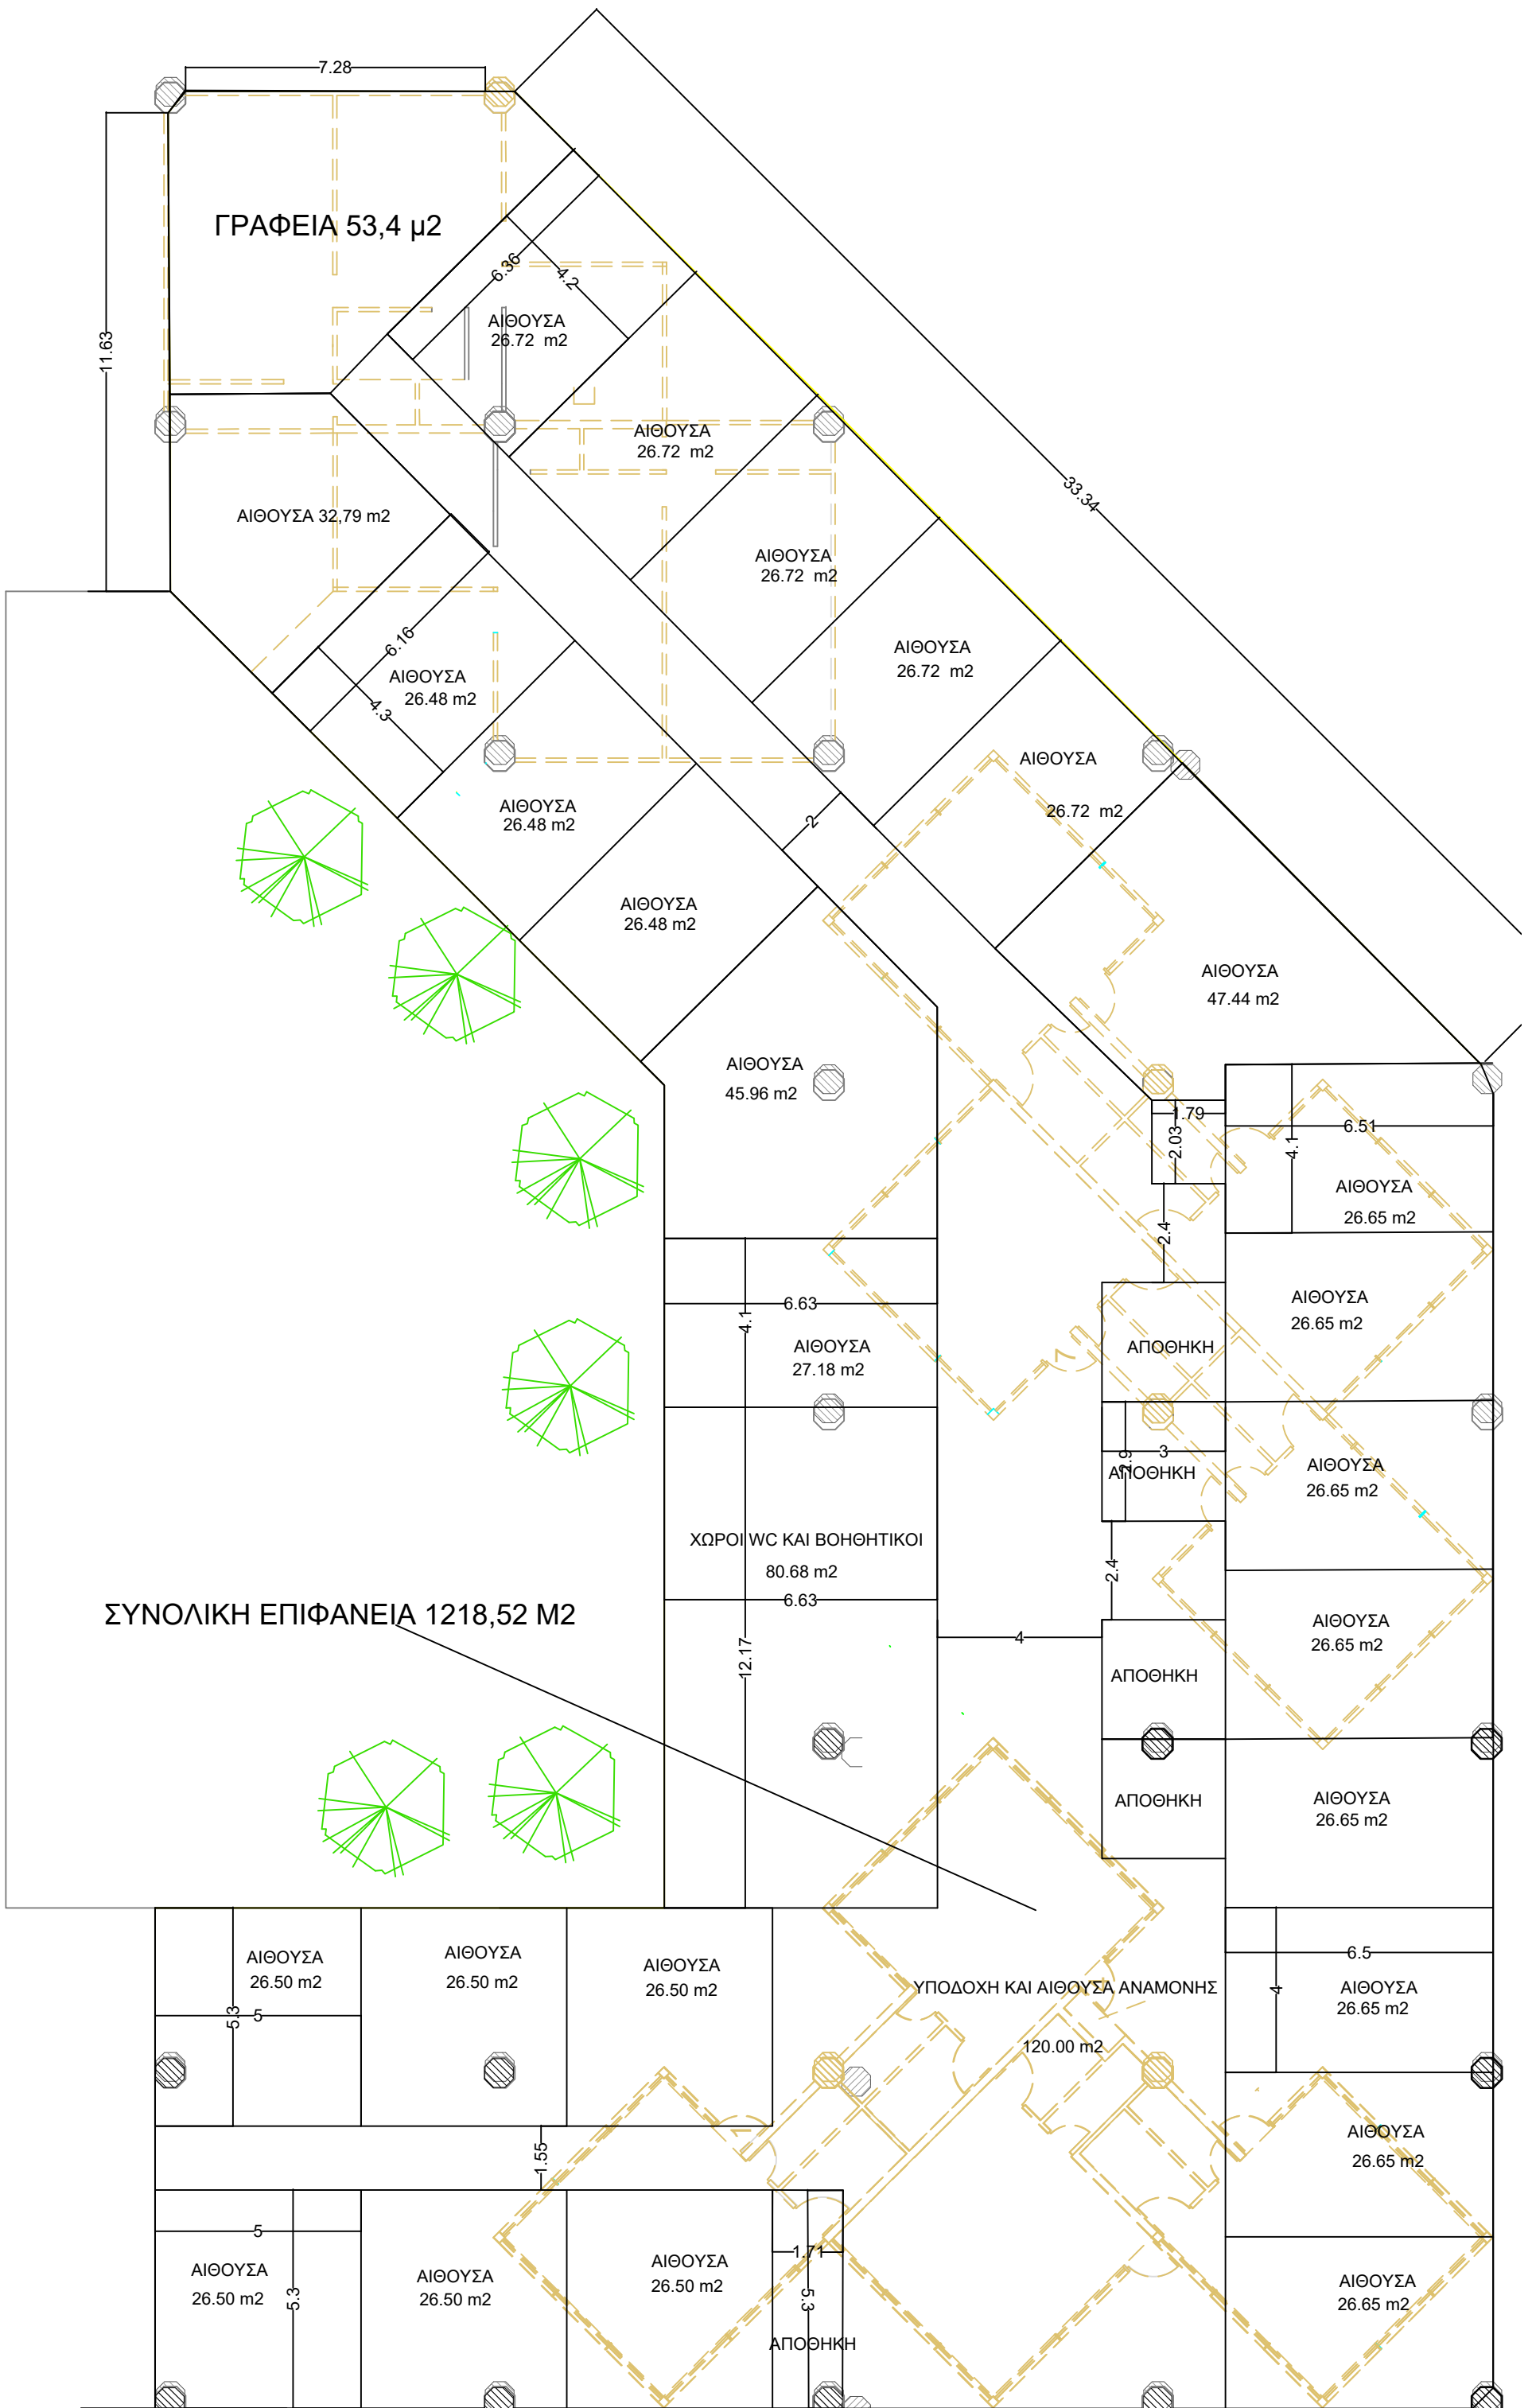 7.28
ΓΡΑΦΕΙΑ 53,4 μ2
11.63
6.36
4.2
ΑΙΘΟΥΣΑ
26.72 m2
ΑΙΘΟΥΣΑ
26.72 m2
33.34
ΑΙΘΟΥΣΑ 32,79 m2
ΑΙΘΟΥΣΑ
26.72 m2
6.16
ΑΙΘΟΥΣΑ
26.48 m2
4.3
ΑΙΘΟΥΣΑ
26.72 m2
ΑΙΘΟΥΣΑ
26.72 m2
ΑΙΘΟΥΣΑ
26.48 m2
2
ΑΙΘΟΥΣΑ
26.48 m2
ΑΙΘΟΥΣΑ
47.44 m2
ΑΙΘΟΥΣΑ
45.96 m2
1.79
2.03
6.51
4.1
ΑΙΘΟΥΣΑ
26.65 m2
2.4
6.63
4.1
ΑΙΘΟΥΣΑ
27.18 m2
ΑΠΟΘΗΚΗ
ΑΙΘΟΥΣΑ
26.65 m2
3
2.9
ΑΠΟΘΗΚΗ
ΑΙΘΟΥΣΑ
26.65 m2
ΧΩΡΟΙ WC ΚΑΙ ΒΟΗΘΗΤΙΚΟΙ
80.68 m2
6.63
2.4
ΣΥΝΟΛΙΚΗ ΕΠΙΦΑΝΕΙΑ 1218,52 Μ2
12.17
4
ΑΙΘΟΥΣΑ
26.65 m2
ΑΠΟΘΗΚΗ
ΑΠΟΘΗΚΗ
ΑΙΘΟΥΣΑ
26.65 m2
ΑΙΘΟΥΣΑ
26.50 m2
5.3
5
ΑΙΘΟΥΣΑ
26.50 m2
ΑΙΘΟΥΣΑ
26.50 m2
ΥΠΟΔΟΧΗ ΚΑΙ ΑΙΘΟΥΣΑ ΑΝΑΜΟΝΗΣ
120.00 m2
6.5
4
ΑΙΘΟΥΣΑ
26.65 m2
1.55
ΑΙΘΟΥΣΑ
26.65 m2
5
ΑΙΘΟΥΣΑ
26.50 m2
5.3
ΑΙΘΟΥΣΑ
26.50 m2
ΑΙΘΟΥΣΑ
26.50 m2
1.71
5.3
ΑΠΟΘΗΚΗ
ΑΙΘΟΥΣΑ
26.65 m2